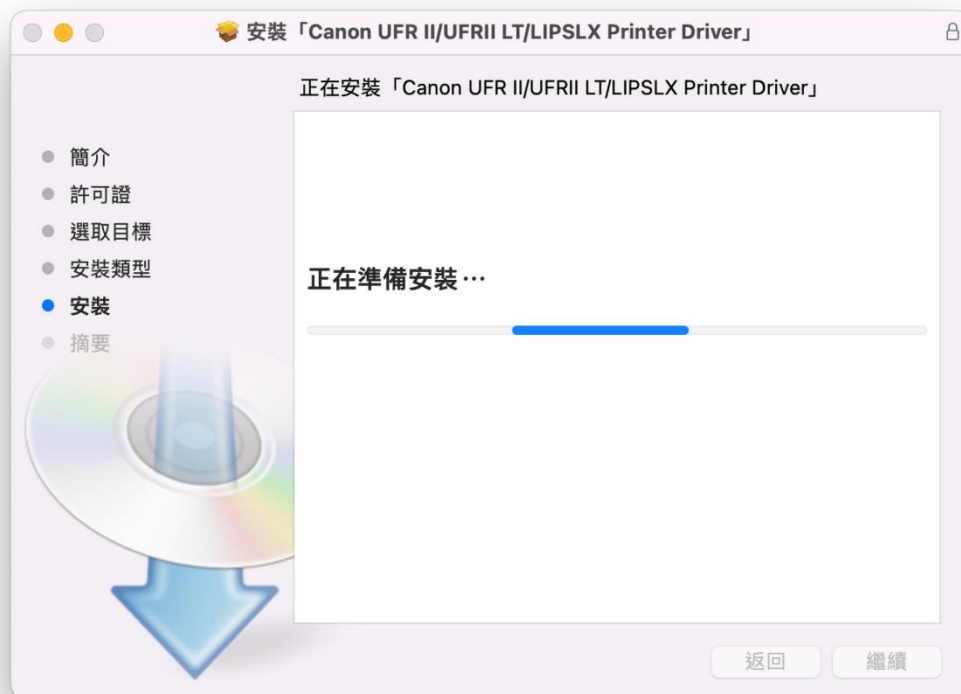 安裝「Canon UFR II/UFRII LT/LIPSLX Printer Driver」
正在安裝「Canon UFR II/UFRII LT/LIPSLX Printer Driver」
簡介
許可證
選取目標
安裝類型
安裝
摘要
正在準備安裝⋯
返回
繼續